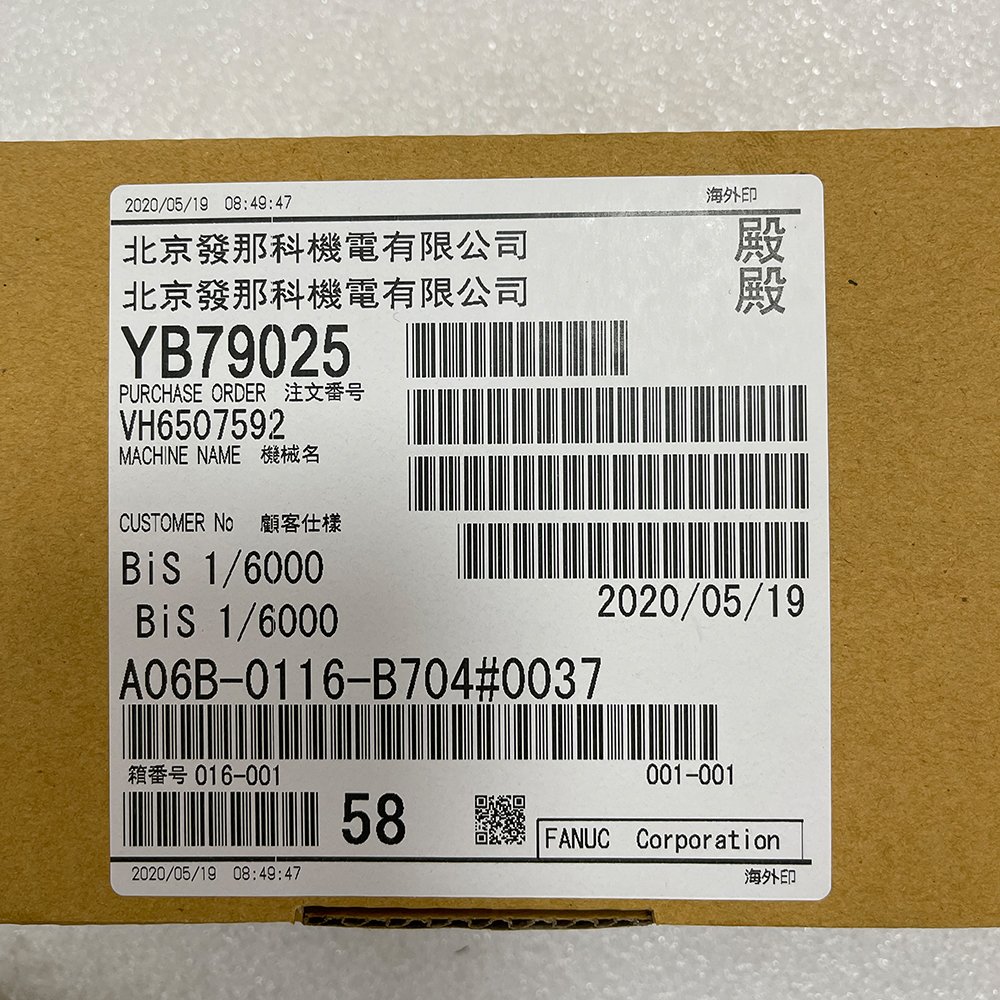 2020/05/19 08:49:47 海外印
北京發那科機電有限公司 殿
北京發那科機電有限公司 殿
YB79025
PURCHASE ORDER 注文番号
VH6507592
MACHINE NAME 機械名
CUSTOMER No 顧客仕様
BiS 1/6000
2020/05/19
BiS 1/6000
A06B-0116-B704#0037
箱番号 016-001 001-001
58
FANUC Corporation
2020/05/19 08:49:47 海外印